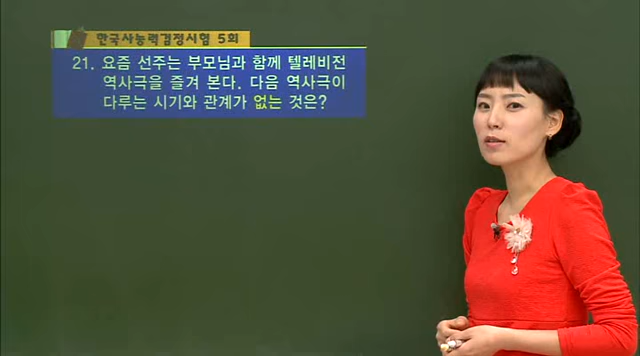 한국사능력검정시험 5회
21. 요즘 선주는 부모님과 함께 텔레비전
역사극을 즐겨 본다. 다음 역사극이
다루는 시기와 관계가 없는 것은?